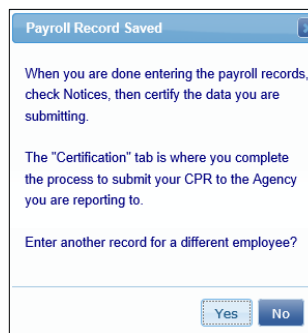 Payroll Record Saved
When you are done entering the payroll records,
check Notices, then certify the data you are
submitting.
The "Certification" tab is where you complete
the process to submit your CPR to the Agency
you are reporting to.
Enter another record for a different employee?
Yes No